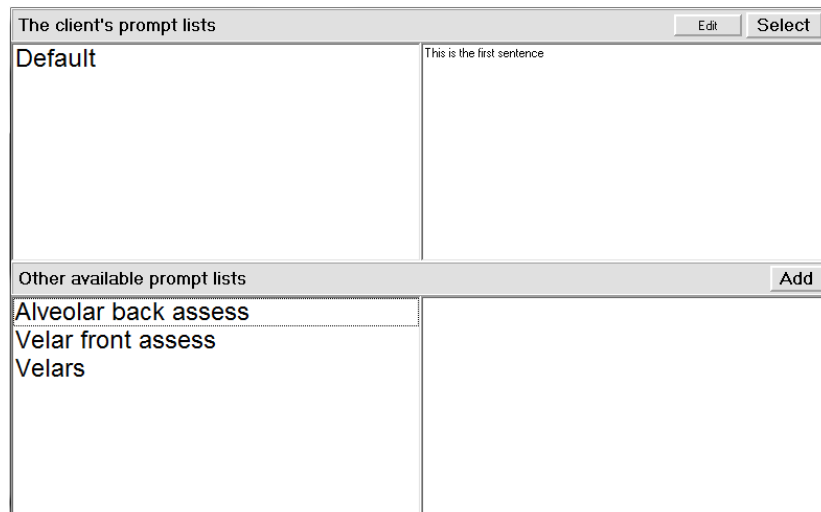 The client's prompt lists
Edit
Select
Default
This is the first sentence
Other available prompt lists
Add
Alveolar back assess
Velar front assess
Velars